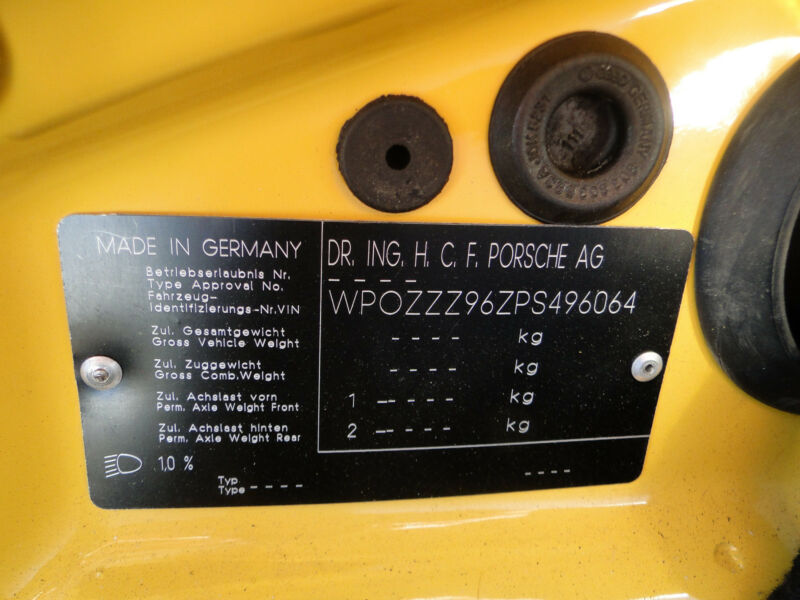 MADE IN GERMANY
DR. ING. H. C. F. PORSCHE AG
Betriebserlaubnis Nr.
Type Approval No.
- - - -
Fahrzeug-
Identifizierungs-Nr.VIN
WP0ZZZ96ZPS496064
Zul. Gesamtgewicht
Gross Vehicle Weight
- - - - kg
Zul. Zuggewicht
Gross Comb.Weight
- - - - kg
Zul. Achslast vorn
Perm. Axle Weight Front
1 - - - - - kg
Zul. Achslast hinten
Perm. Axle Weight Rear
2 - - - - - kg
1,0 %
Typ
Type - - - -
- - - -
GERMANY